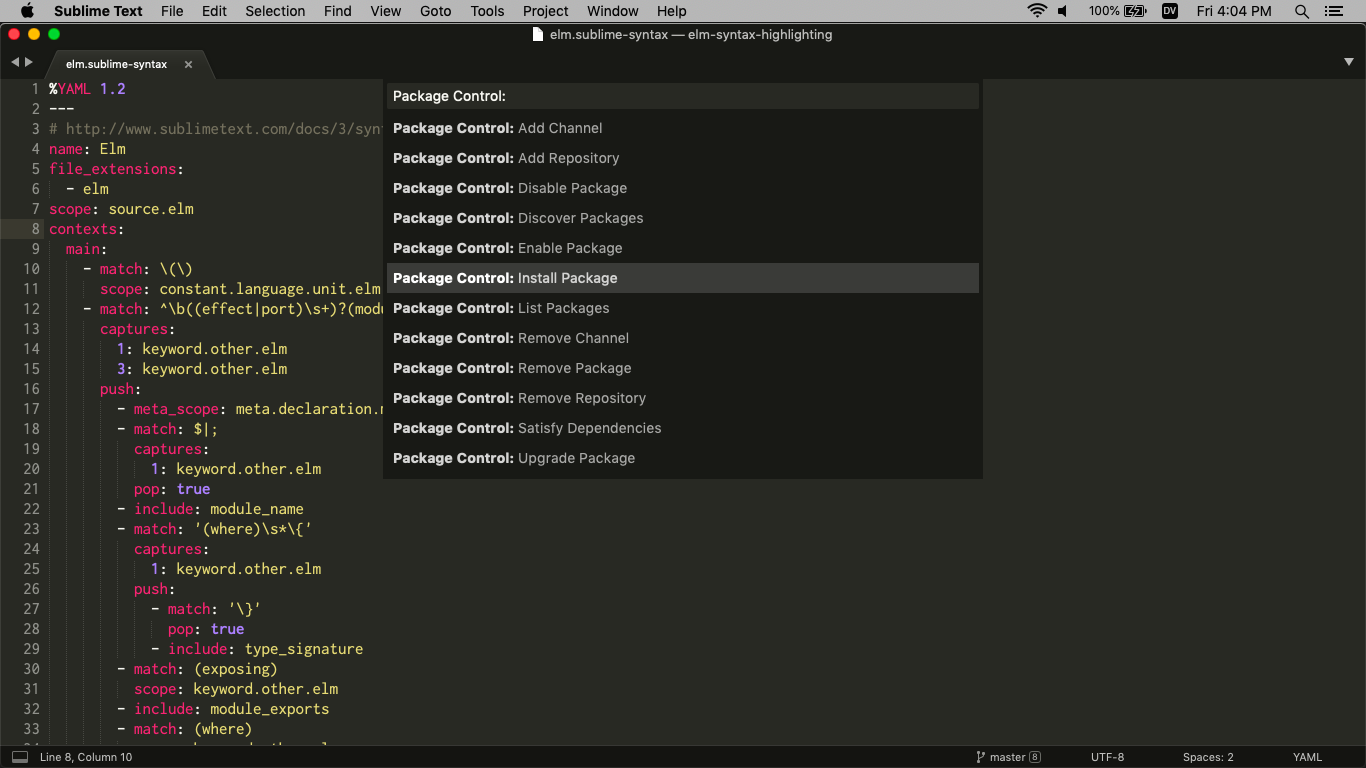 Sublime Text File Edit Selection Find View Goto Tools Project Window Help 100% DV Fri 4:04 PM
elm.sublime-syntax — elm-syntax-highlighting
elm.sublime-syntax ×
Package Control:
Package Control: Add Channel
Package Control: Add Repository
Package Control: Disable Package
Package Control: Discover Packages
Package Control: Enable Package
Package Control: Install Package
Package Control: List Packages
Package Control: Remove Channel
Package Control: Remove Package
Package Control: Remove Repository
Package Control: Satisfy Dependencies
Package Control: Upgrade Package
1 %YAML 1.2
2 ---
3 # http://www.sublimetext.com/docs/3/syn
4 name: Elm
5 file_extensions:
6 - elm
7 scope: source.elm
8 contexts:
9 main:
10 - match: \(\)
11 scope: constant.language.unit.elm
12 - match: ^\b((effect|port)\s+)?(modu
13 captures:
14 1: keyword.other.elm
15 3: keyword.other.elm
16 push:
17 - meta_scope: meta.declaration.m
18 - match: $|;
19 captures:
20 1: keyword.other.elm
21 pop: true
22 - include: module_name
23 - match: '(where)\s*\{'
24 captures:
25 1: keyword.other.elm
26 push:
27 - match: '\}'
28 pop: true
29 - include: type_signature
30 - match: (exposing)
31 scope: keyword.other.elm
32 - include: module_exports
33 - match: (where)
Line 8, Column 10 master 8 UTF-8 Spaces: 2 YAML